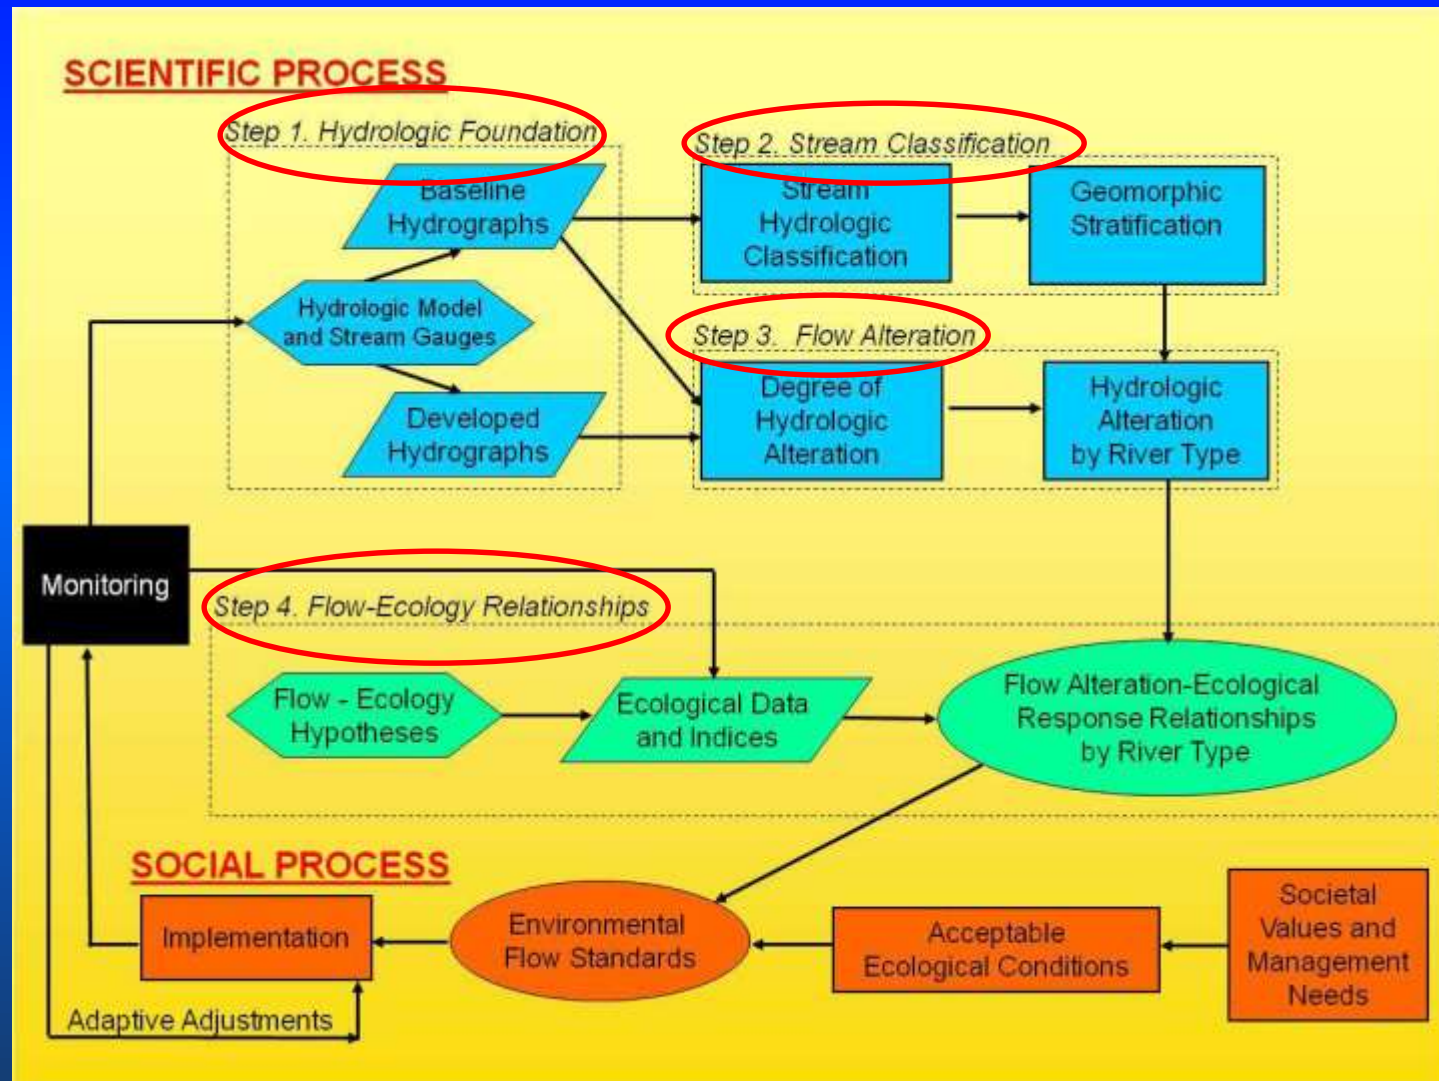 SCIENTIFIC PROCESS
Step 1. Hydrologic Foundation
Baseline
Hydrographs
Hydrologic Model
and Stream Gauges
Developed
Hydrographs
Step 2. Stream Classification
Stream
Hydrologic
Classification
Geomorphic
Stratification
Step 3. Flow Alteration
Degree of
Hydrologic
Alteration
Hydrologic
Alteration
by River Type
Monitoring
Step 4. Flow-Ecology Relationships
Flow - Ecology
Hypotheses
Ecological Data
and Indices
Flow Alteration-Ecological
Response Relationships
by River Type
SOCIAL PROCESS
Implementation
Environmental
Flow Standards
Acceptable
Ecological Conditions
Societal
Values and
Management
Needs
Adaptive Adjustments